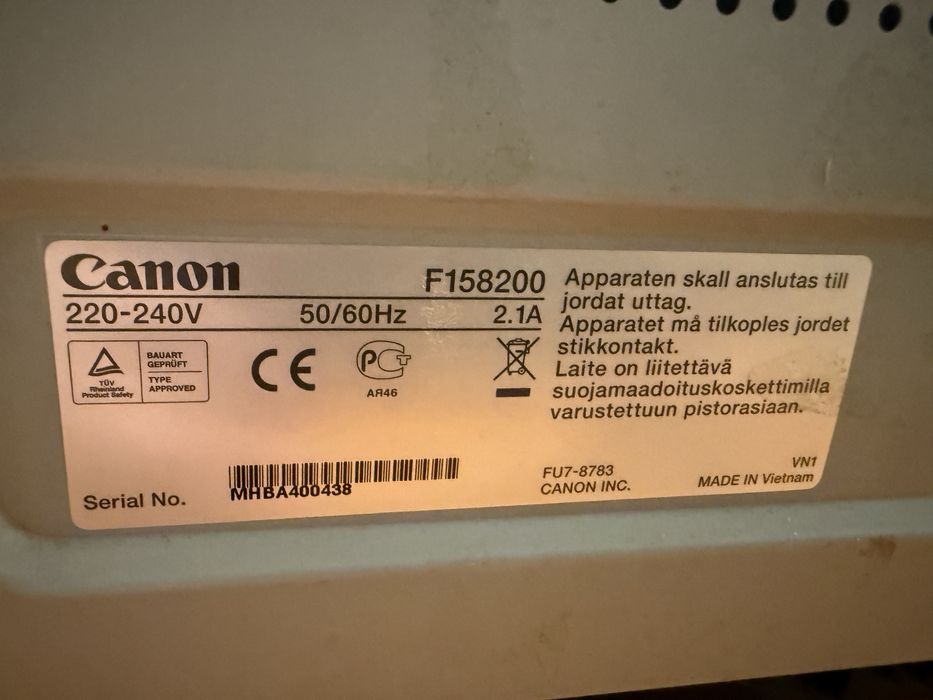 Canon F158200
220-240V 50/60Hz 2.1A
TÜV
Rheinland
Product Safety
BAUART
GEPRÜFT
TYPE
APPROVED
CE
РСТ
АЯ46
Apparaten skall anslutas till
jordat uttag.
Apparatet må tilkoples jordet
stikkontakt.
Laite on liitettävä
suojamaadoituskoskettimilla
varustettuun pistorasiaan.
Serial No. MHBA400438
FU7-8783
CANON INC.
VN1
MADE IN Vietnam